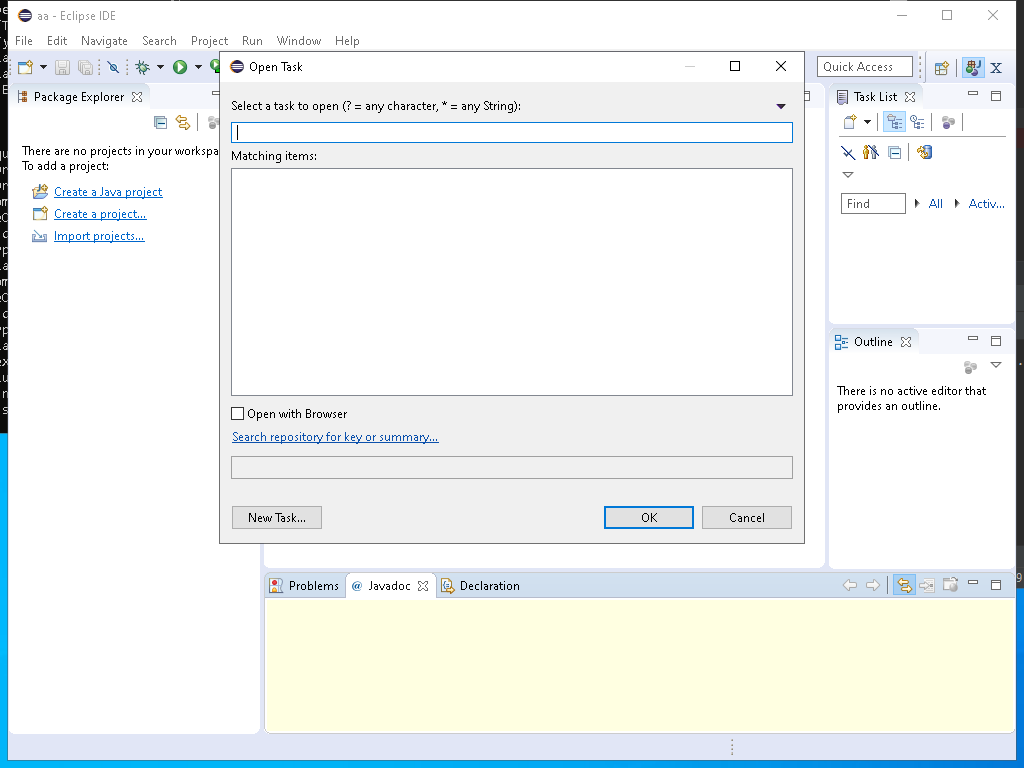 aa - Eclipse IDE
File Edit Navigate Search Project Run Window Help
Quick Access
Package Explorer
There are no projects in your workspa
To add a project:
Create a Java project
Create a project...
Import projects...
Open Task
Select a task to open (? = any character, * = any String):
Matching items:
Open with Browser
Search repository for key or summary...
New Task...
OK
Cancel
Task List
Find
All
Activ...
Outline
There is no active editor that
provides an outline.
Problems
@ Javadoc
Declaration